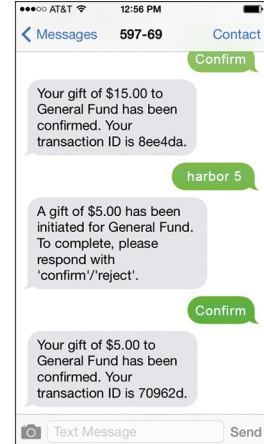 AT&T 12:56 PM
Messages 597-69 Contact
Confirm
Your gift of $15.00 to
General Fund has been
confirmed. Your
transaction ID is 8ee4da.
harbor 5
A gift of $5.00 has been
initiated for General Fund.
To complete, please
respond with
'confirm'/'reject'.
Confirm
Your gift of $5.00 to
General Fund has been
confirmed. Your
transaction ID is 70962d.
Text Message Send